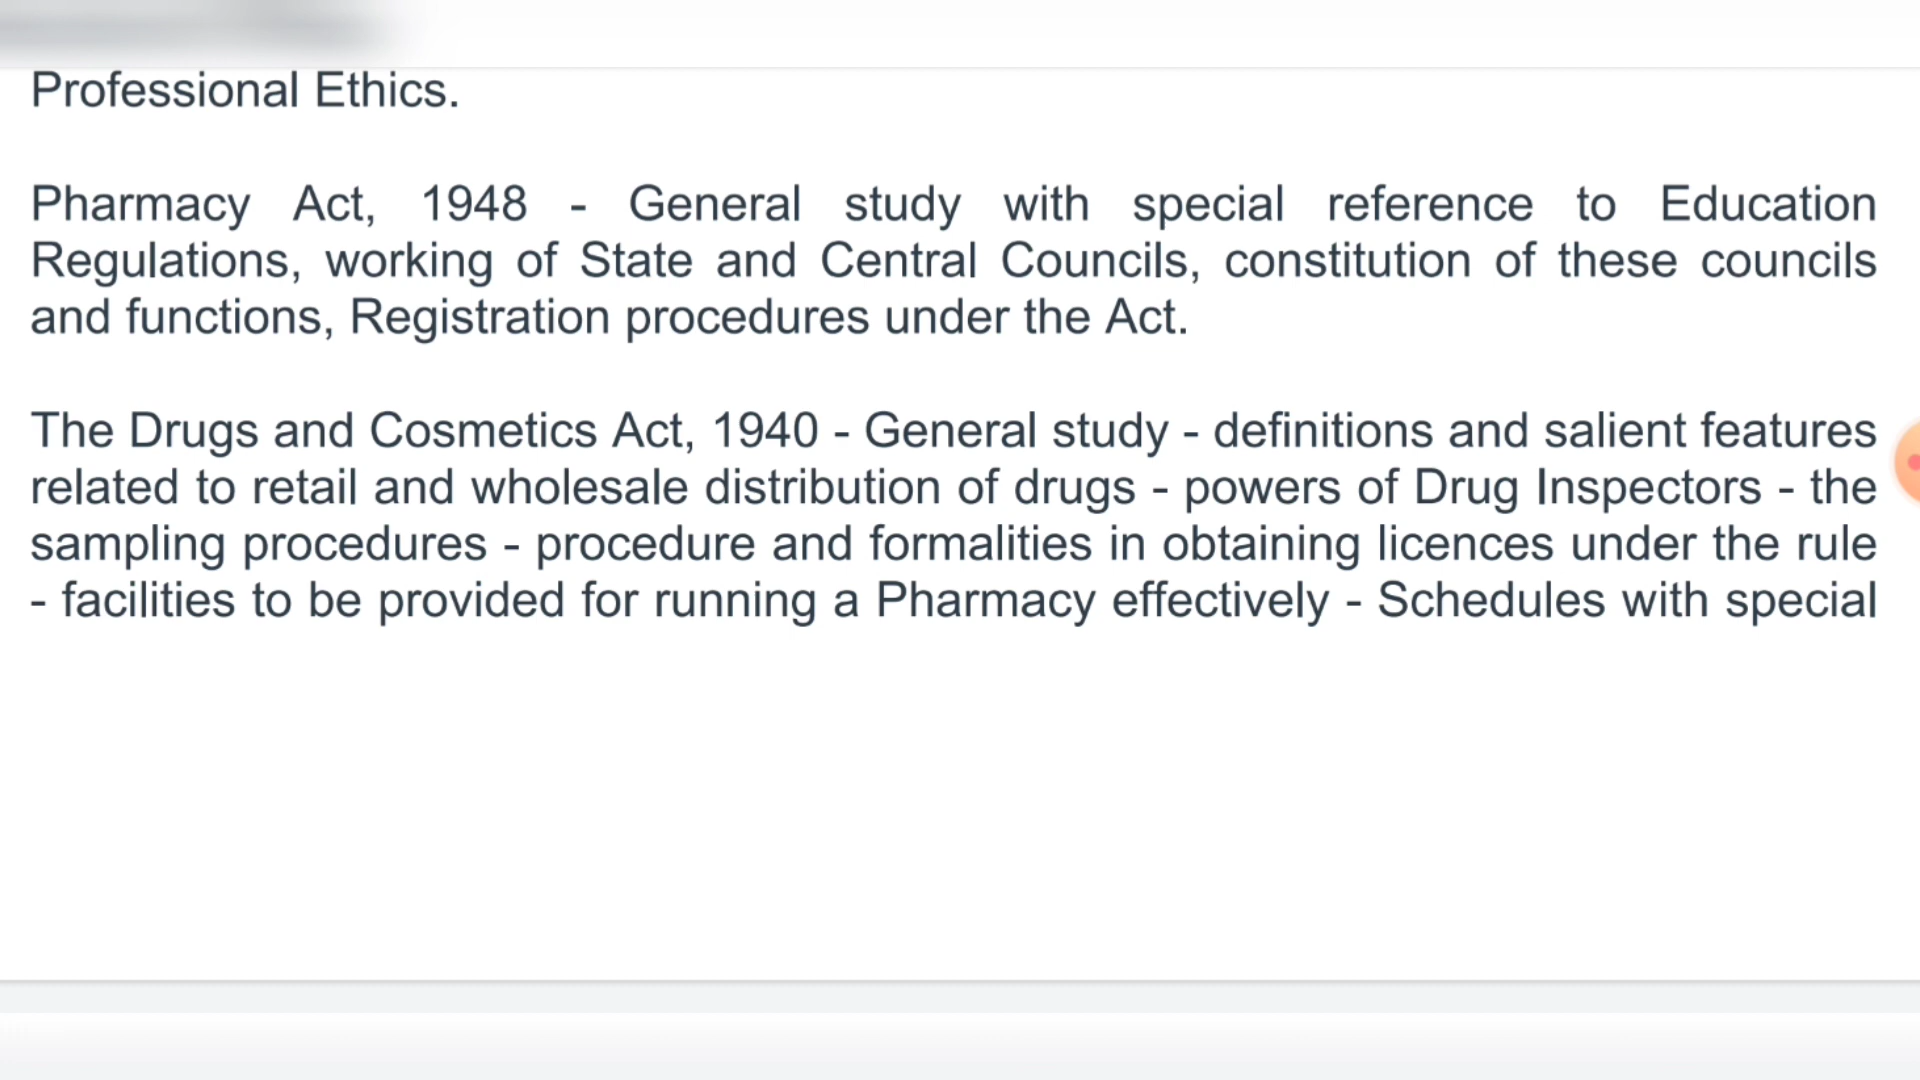 Professional Ethics.
Pharmacy Act, 1948 - General study with special reference to Education
Regulations, working of State and Central Councils, constitution of these councils
and functions, Registration procedures under the Act.
The Drugs and Cosmetics Act, 1940 - General study - definitions and salient features
related to retail and wholesale distribution of drugs - powers of Drug Inspectors - the
sampling procedures - procedure and formalities in obtaining licences under the rule
- facilities to be provided for running a Pharmacy effectively - Schedules with special